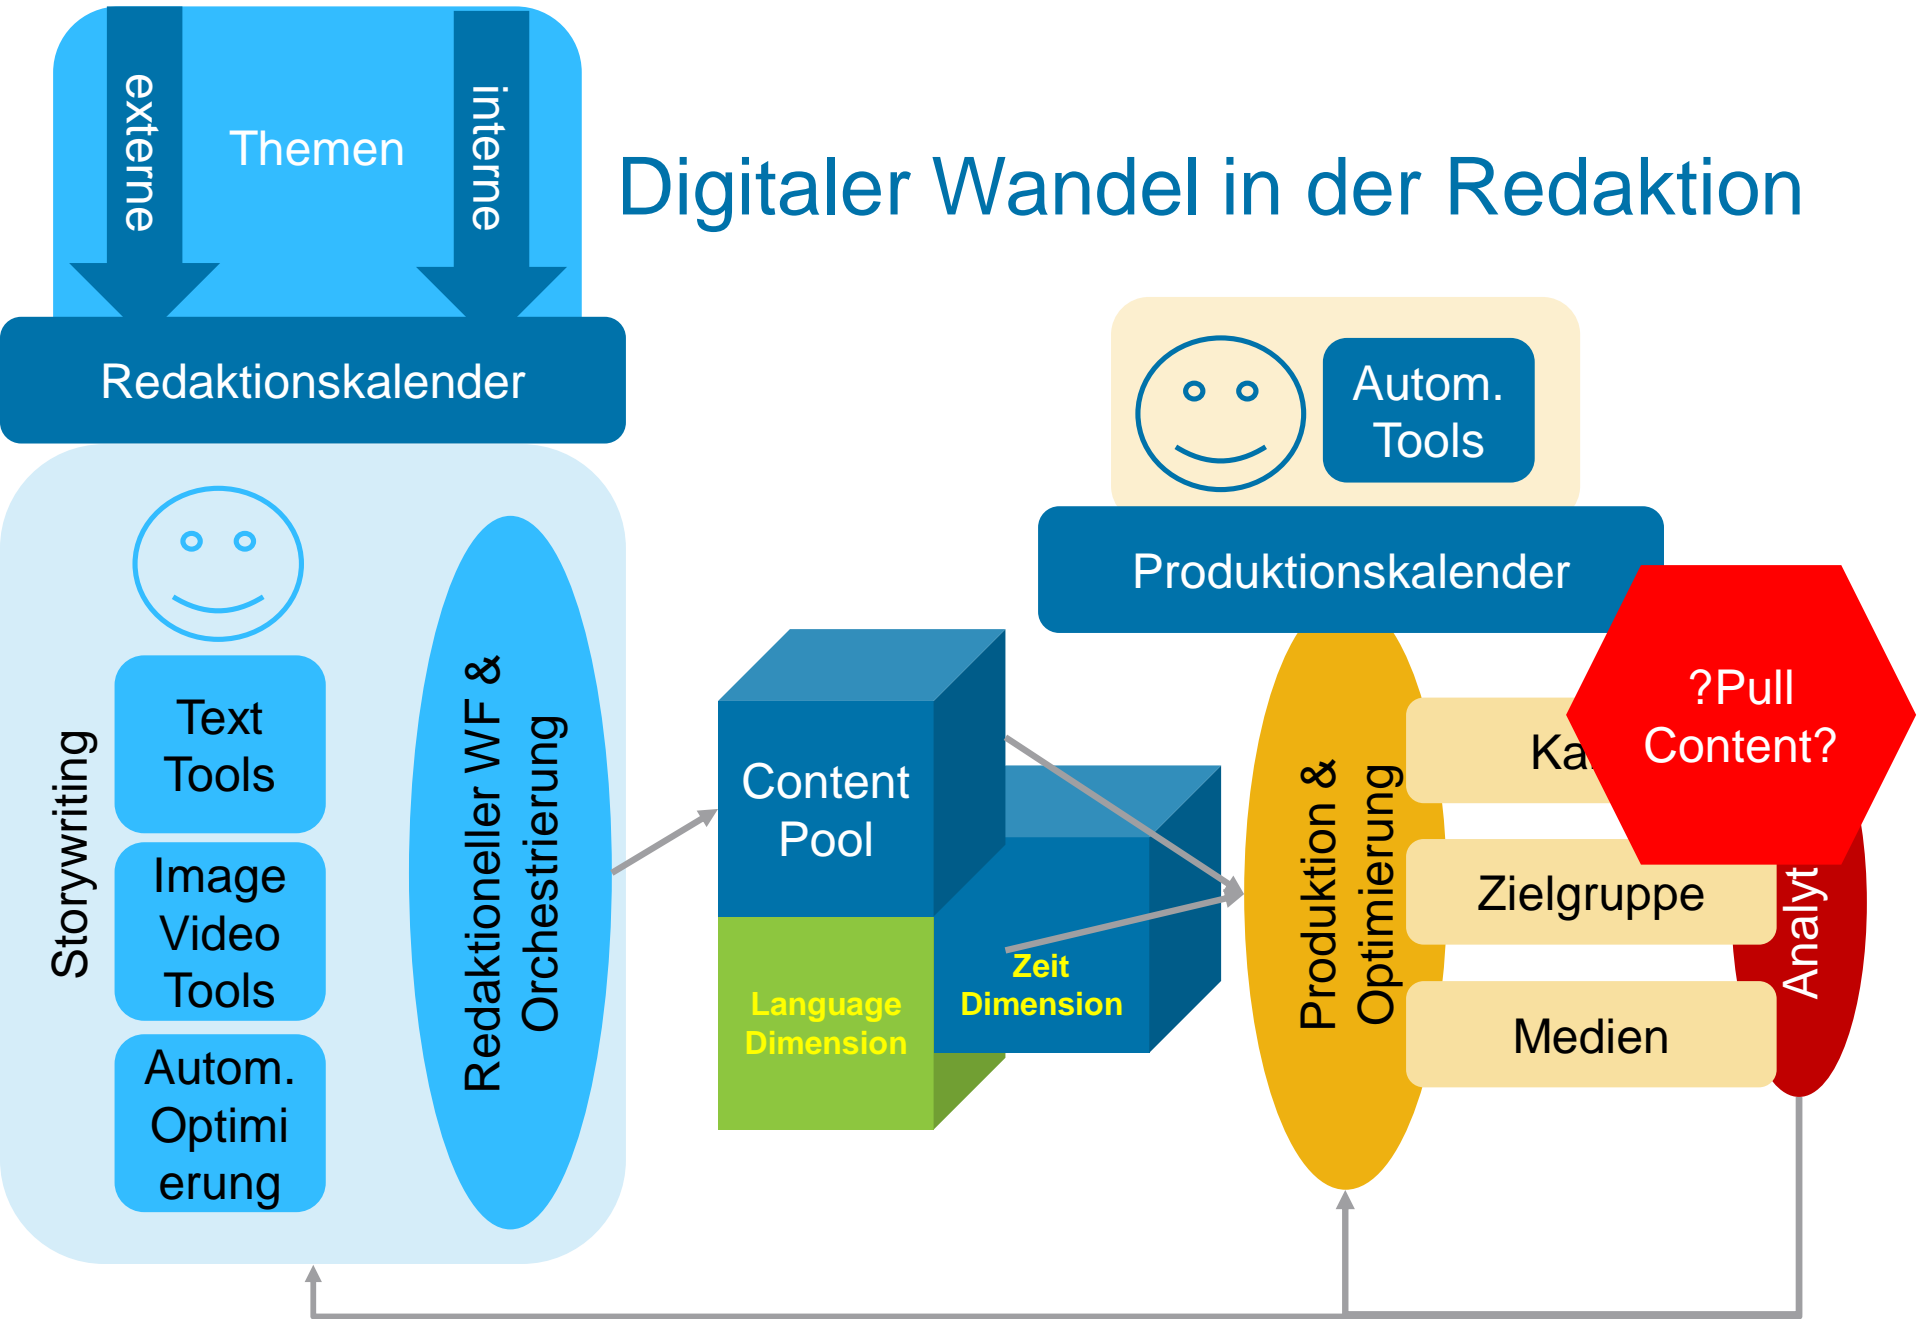 externe
Themen
interne
Digitaler Wandel in der Redaktion
Redaktionskalender
Autom.
Tools
Produktionskalender
Storywriting
Text
Tools
Image
Video
Tools
Autom.
Optimi
erung
Redaktioneller WF &
Orchestrierung
Content
Pool
Language
Dimension
Zeit
Dimension
Produktion &
Optimierung
?Pull
Content?
Zielgruppe
Medien